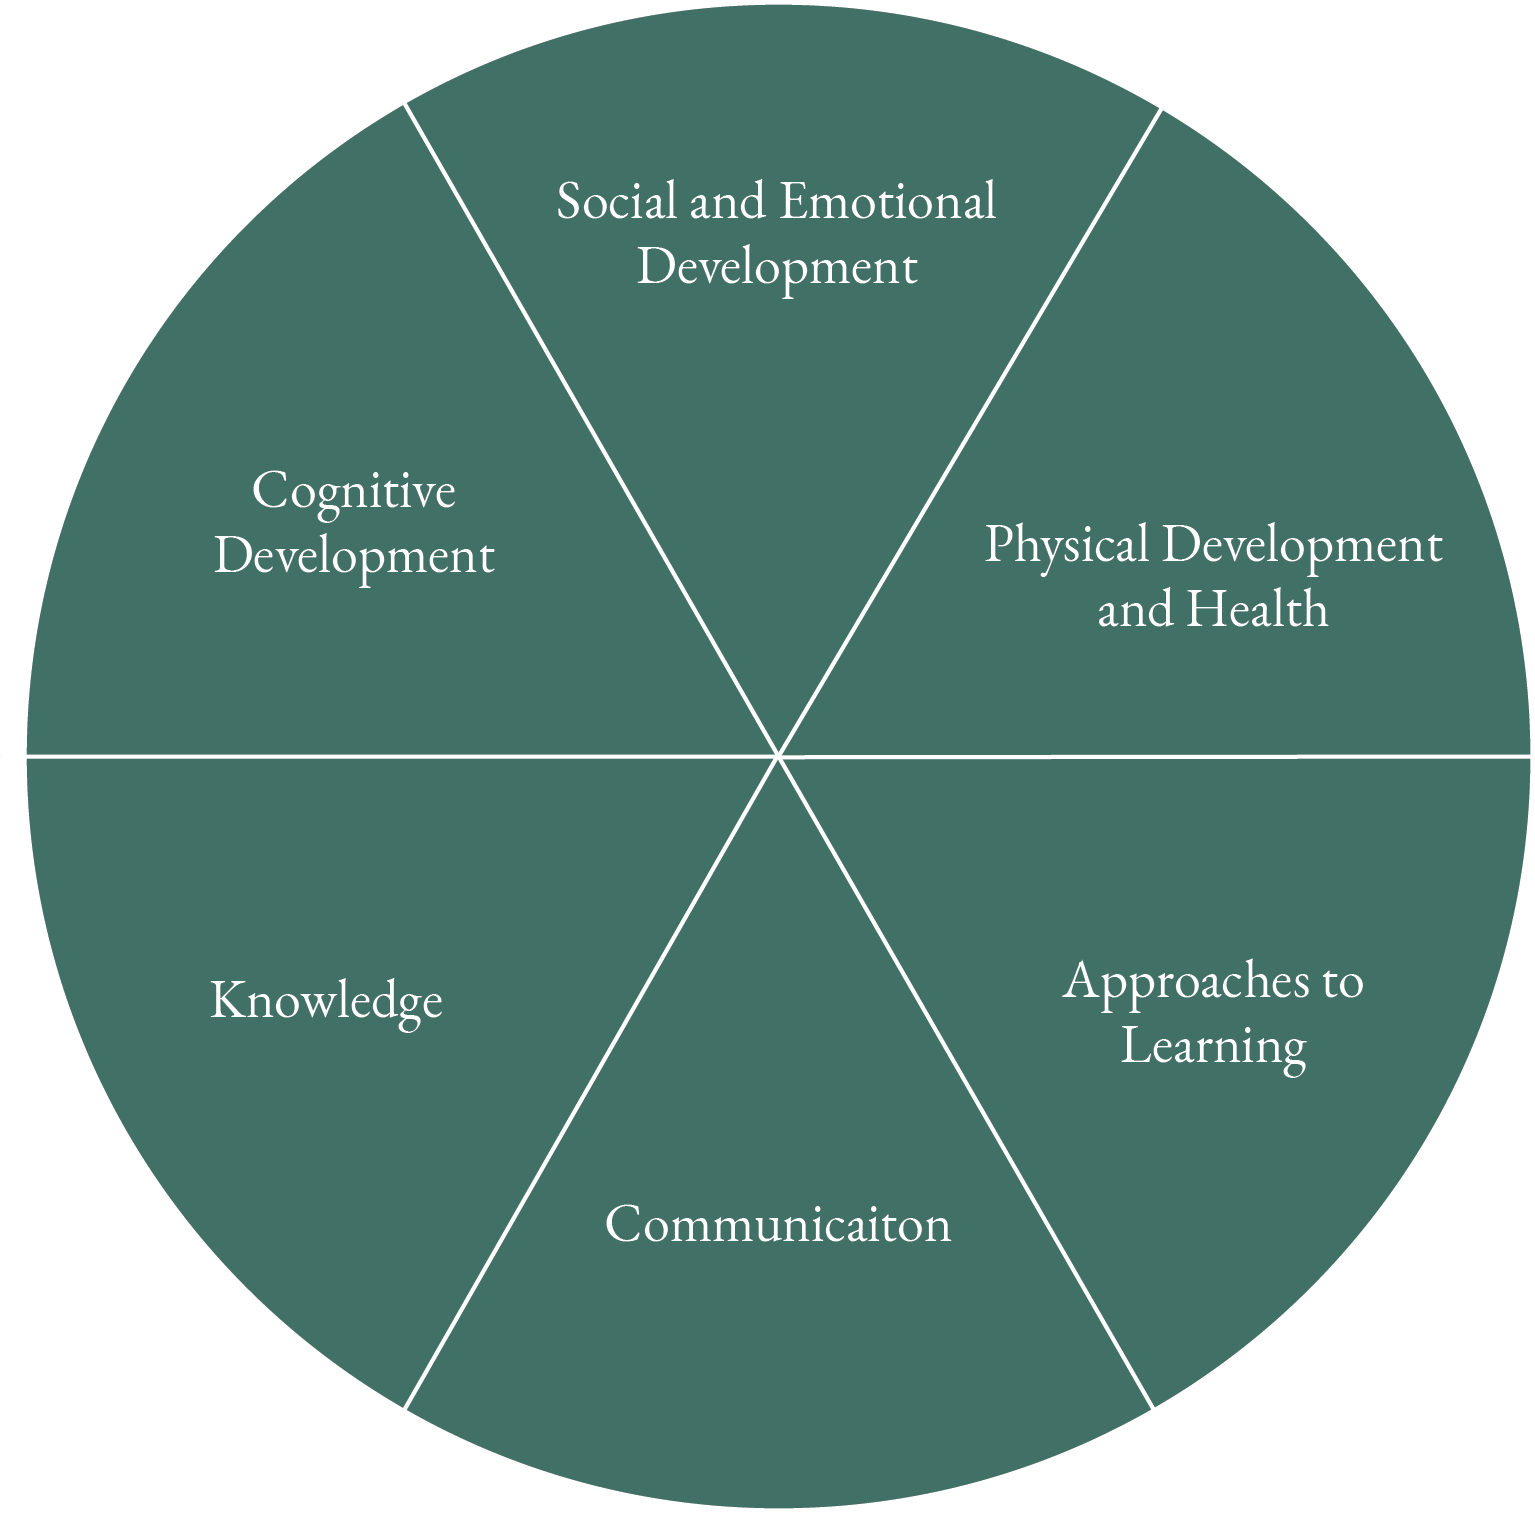 Social and Emotional
Development
Cognitive
Development
Physical Development
and Health
Knowledge
Approaches to
Learning
Communicaiton